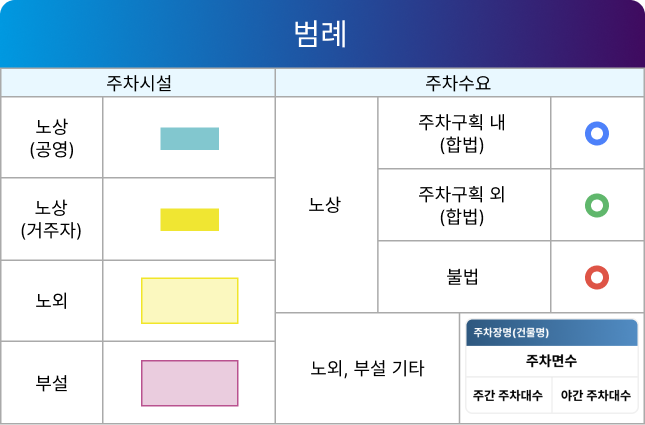 범례
주차시설
주차수요
노상
(공영)
노상
(거주자)
노외
부설
노상
주차구획 내
(합법)
주차구획 외
(합법)
불법
노외, 부설 기타
주차장명(건물명)
주차면수
주간 주차대수
야간 주차대수